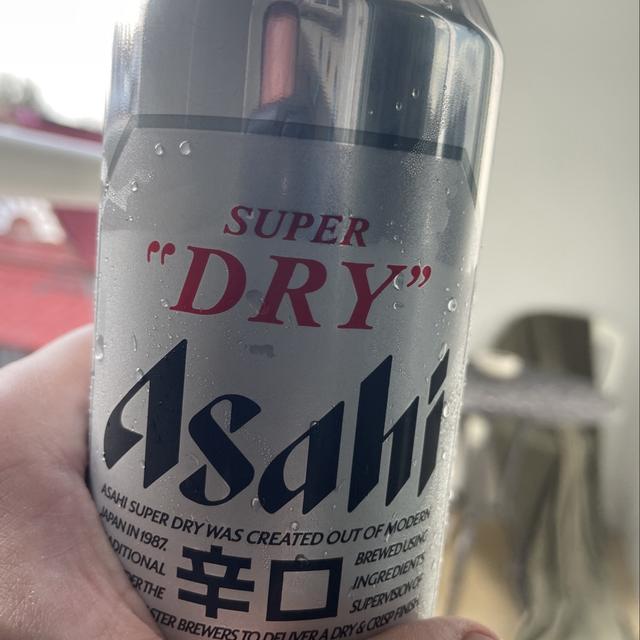 SUPER
"DRY"
Asahi
ASAHI SUPER DRY WAS CREATED OUT OF MODERN
JAPAN IN 1987.
BREWED USING
INGREDIENTS
辛口
THE
SUPERVISION OF
BREWERS TO DELIVER A DRY & CRISP FINISH